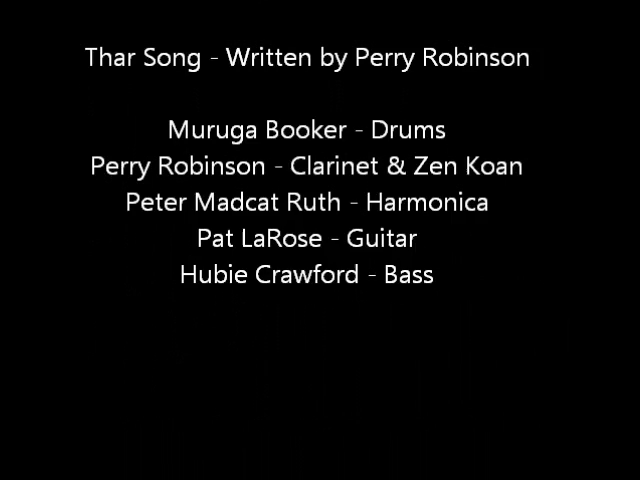 Thar Song - Written by Perry Robinson
Muruga Booker - Drums
Perry Robinson - Clarinet & Zen Koan
Peter Madcat Ruth - Harmonica
Pat LaRose - Guitar
Hubie Crawford - Bass